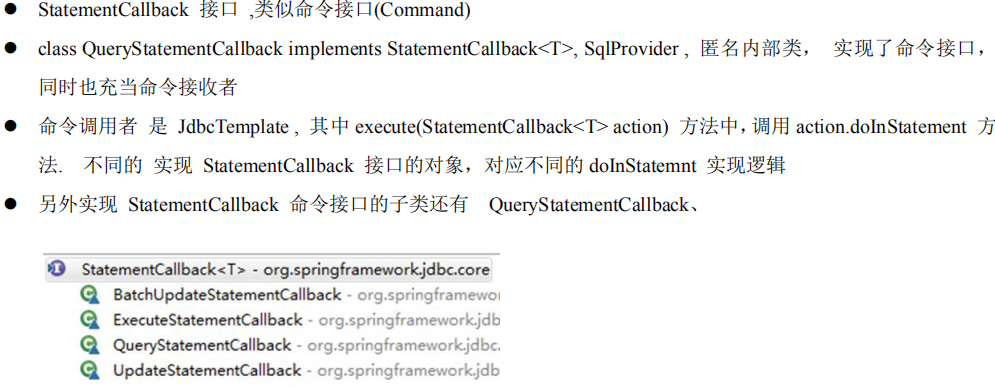 ● StatementCallback 接口 ,类似命令接口(Command)
● class QueryStatementCallback implements StatementCallback<T>, SqlProvider , 匿名内部类， 实现了命令接口，
同时也充当命令接收者
● 命令调用者 是 JdbcTemplate , 其中 execute(StatementCallback<T> action) 方法中，调用 action.doInStatement 方
法. 不同的 实现 StatementCallback 接口的对象，对应不同的 doInStatemnt 实现逻辑
● 另外实现 StatementCallback 命令接口的子类还有 QueryStatementCallback、
StatementCallback<T> - org.springframework.jdbc.core
BatchUpdateStatementCallback - org.springframewo
ExecuteStatementCallback - org.springframework.jdb
QueryStatementCallback - org.springframework.jdbc.
UpdateStatementCallback - org.springframework.jdb